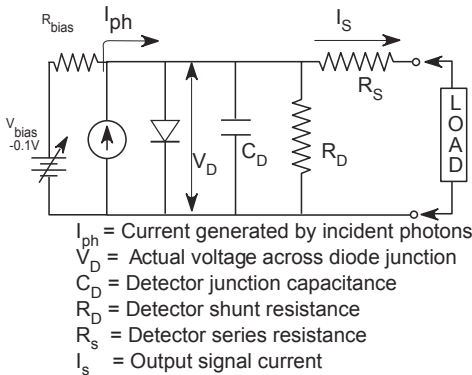 R_bias
I_ph
I_S
R_S
V_bias
-0.1V
V_D
C_D
R_D
LOAD
I_ph = Current generated by incident photons
V_D = Actual voltage across diode junction
C_D = Detector junction capacitance
R_D = Detector shunt resistance
R_s = Detector series resistance
I_s = Output signal current